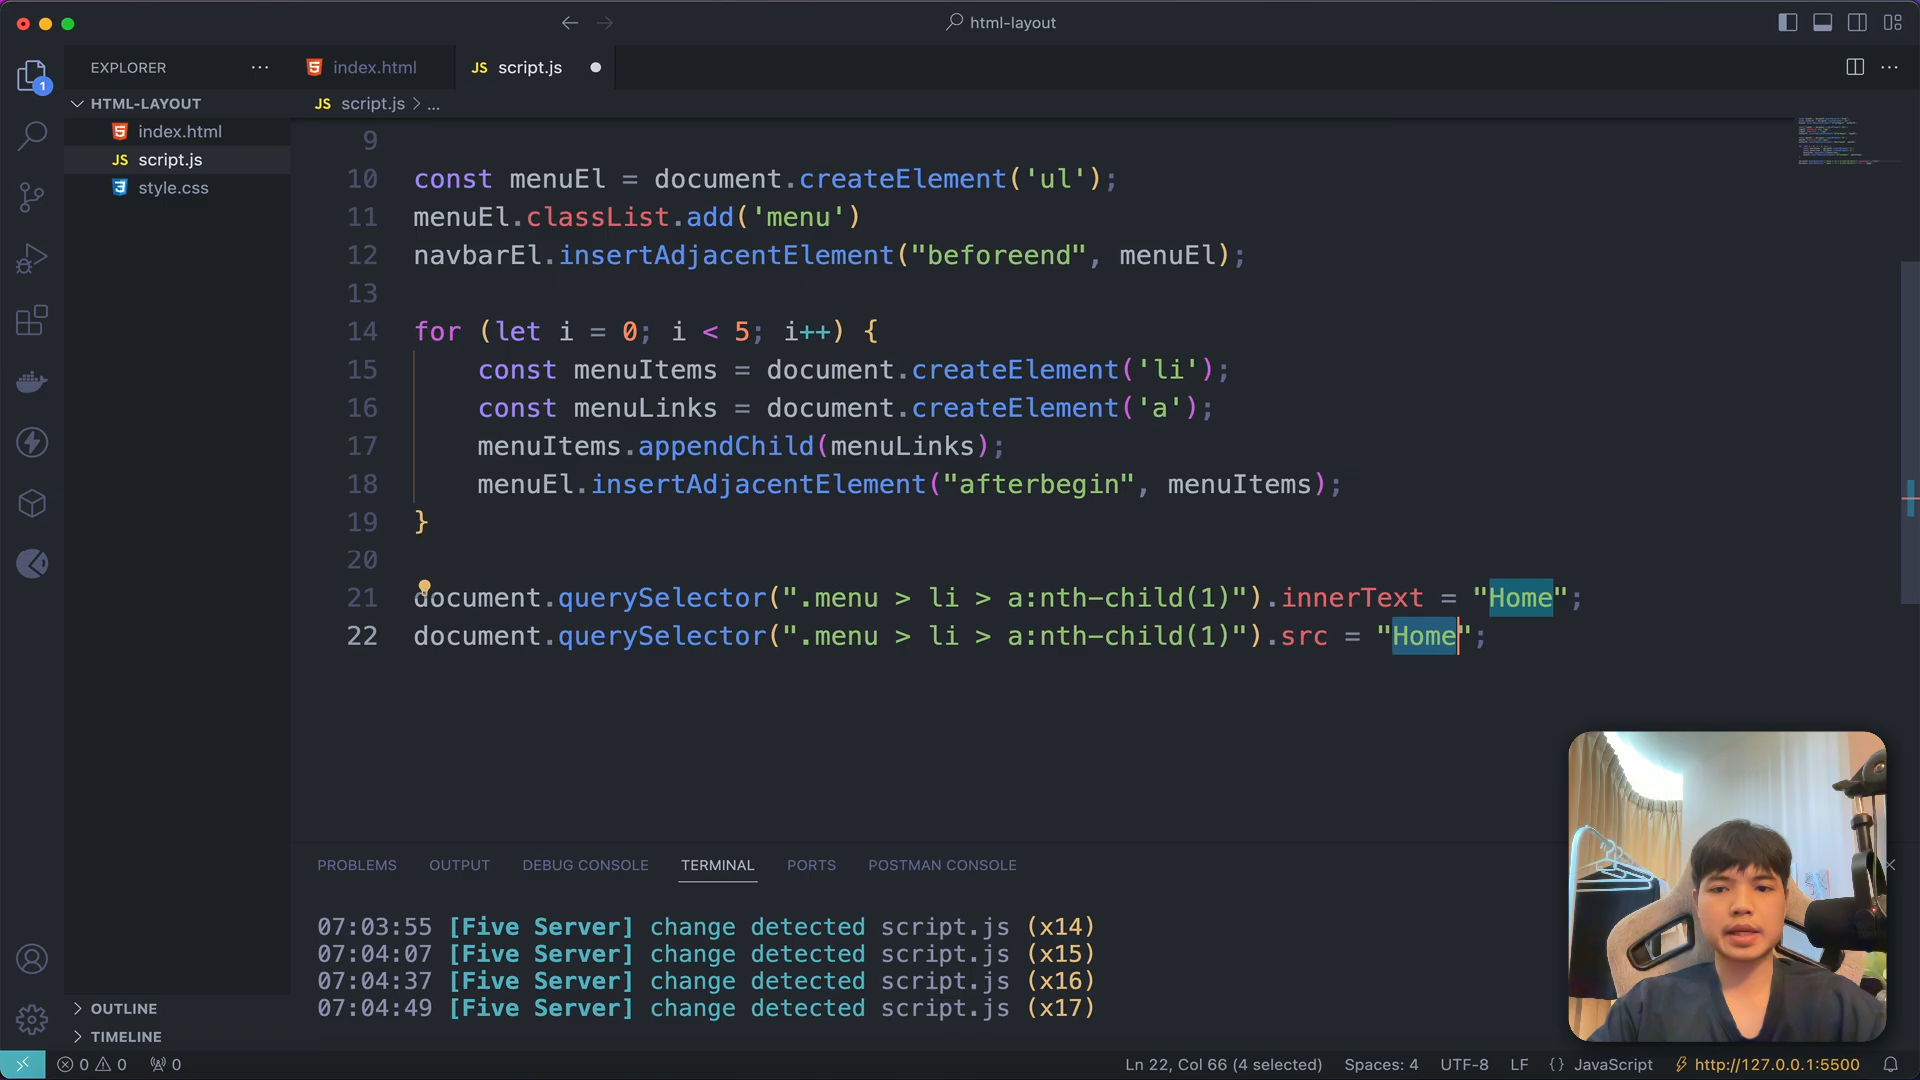 html-layout
EXPLORER
index.html
script.js
HTML-LAYOUT
script.js > ...
index.html
script.js
style.css
1
9
10 const menuEl = document.createElement('ul');
11 menuEl.classList.add('menu')
12 navbarEl.insertAdjacentElement("beforeend", menuEl);
13
14 for (let i = 0; i < 5; i++) {
15 const menuItems = document.createElement('li');
16 const menuLinks = document.createElement('a');
17 menuItems.appendChild(menuLinks);
18 menuEl.insertAdjacentElement("afterbegin", menuItems);
19 }
20
21 document.querySelector(".menu > li > a:nth-child(1)").innerText = "Home";
22 document.querySelector(".menu > li > a:nth-child(1)").src = "Home";
PROBLEMS OUTPUT DEBUG CONSOLE TERMINAL PORTS POSTMAN CONSOLE
07:03:55 [Five Server] change detected script.js (x14)
07:04:07 [Five Server] change detected script.js (x15)
07:04:37 [Five Server] change detected script.js (x16)
07:04:49 [Five Server] change detected script.js (x17)
OUTLINE
TIMELINE
0 0 0
Ln 22, Col 66 (4 selected) Spaces: 4 UTF-8 LF {} JavaScript http://127.0.0.1:5500